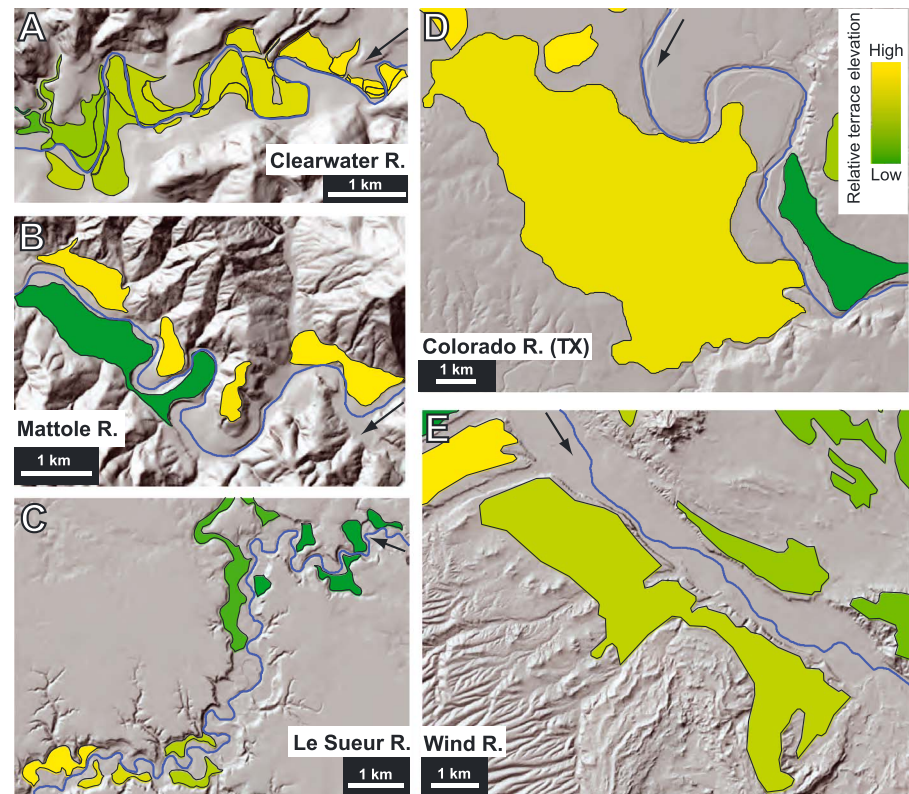 A
Clearwater R.
1 km
B
Mattole R.
1 km
C
Le Sueur R.
1 km
D
Relative terrace elevation
High
Low
Colorado R. (TX)
1 km
E
Wind R.
1 km